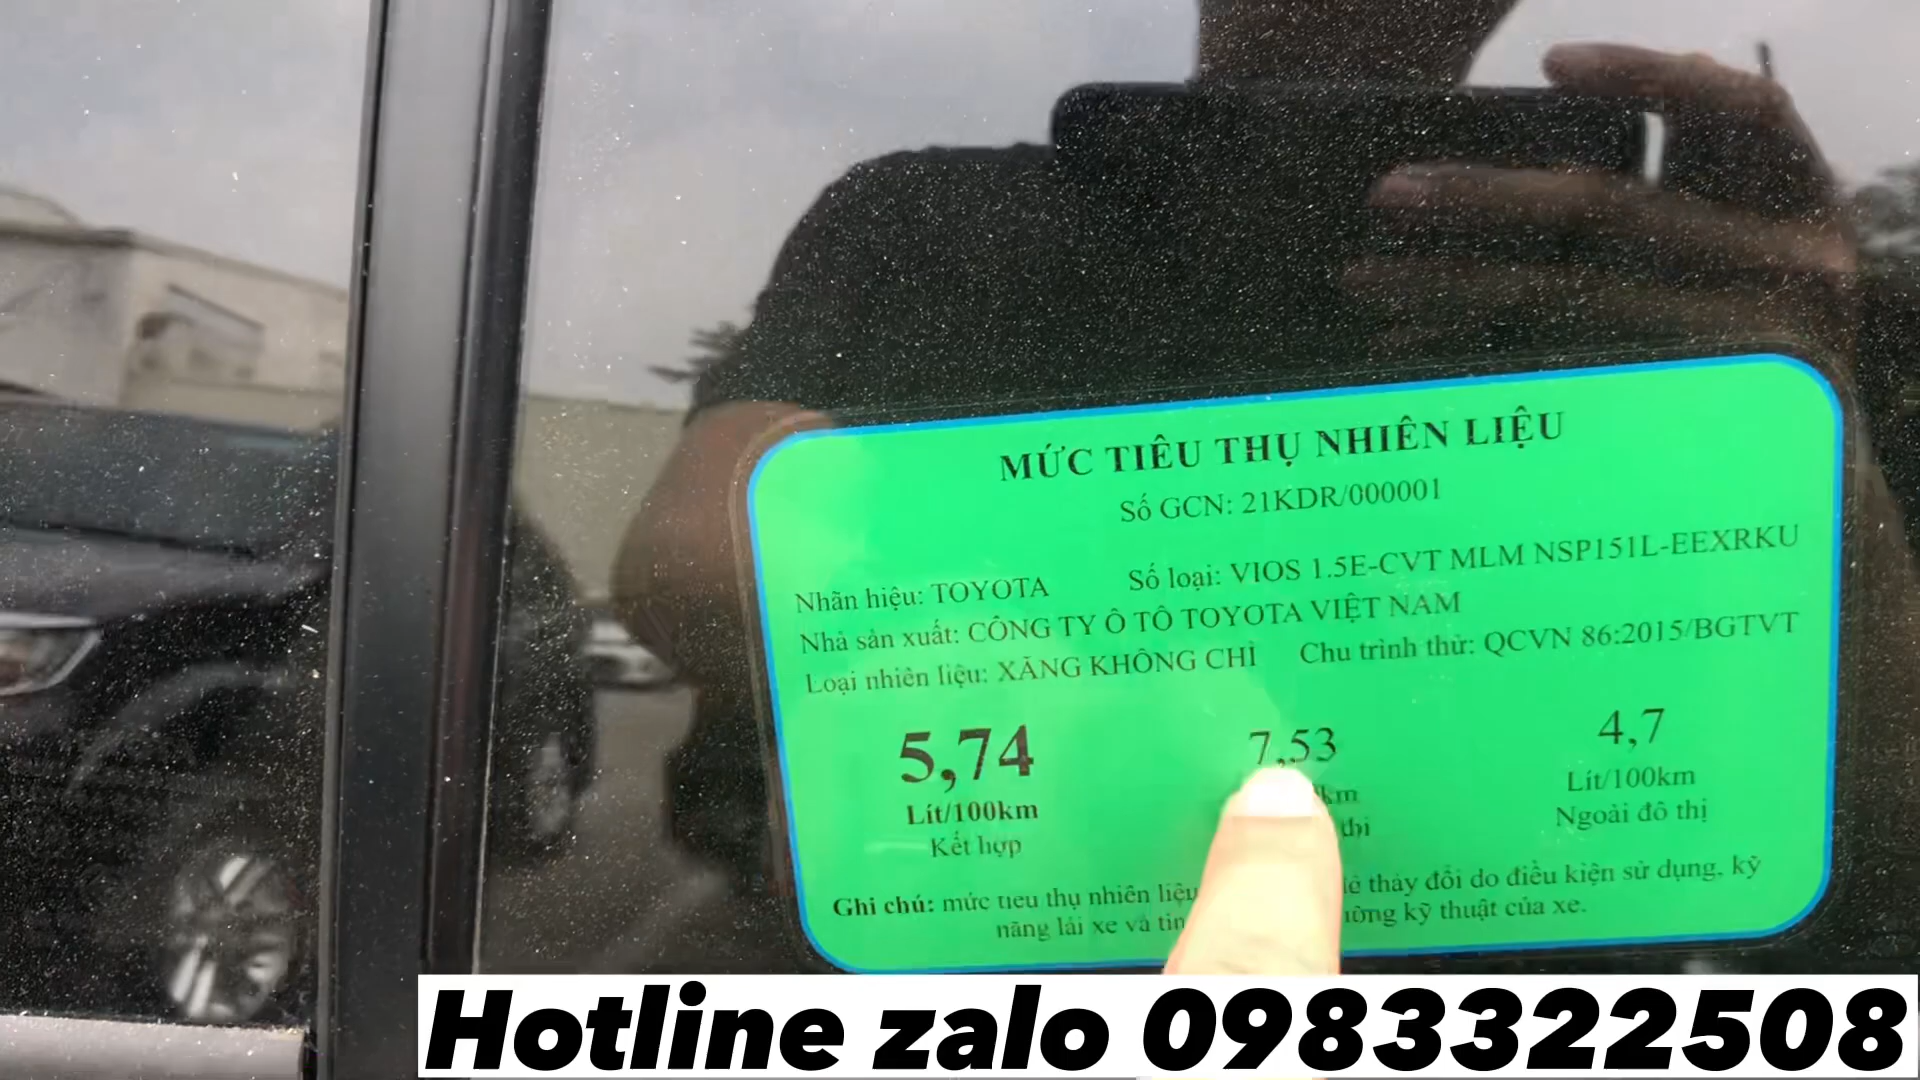 MỨC TIÊU THỤ NHIÊN LIỆU
Số GCN: 21KDR/000001
Nhãn hiệu: TOYOTA Số loại: VIOS 1.5E-CVT MLM NSP151L-EEXRKU
Nhà sản xuất: CÔNG TY Ô TÔ TOYOTA VIỆT NAM
Loại nhiên liệu: XĂNG KHÔNG CHÌ Chu trình thử: QCVN 86:2015/BGTVT
5,74 7,53 4,7
Lít/100km km Lít/100km
Kết hợp thị Ngoài đô thị
Ghi chú: mức tiêu thụ nhiên liệu thay đổi do điều kiện sử dụng, kỹ
năng lái xe và kỹ thuật của xe.
Hotline zalo 0983322508